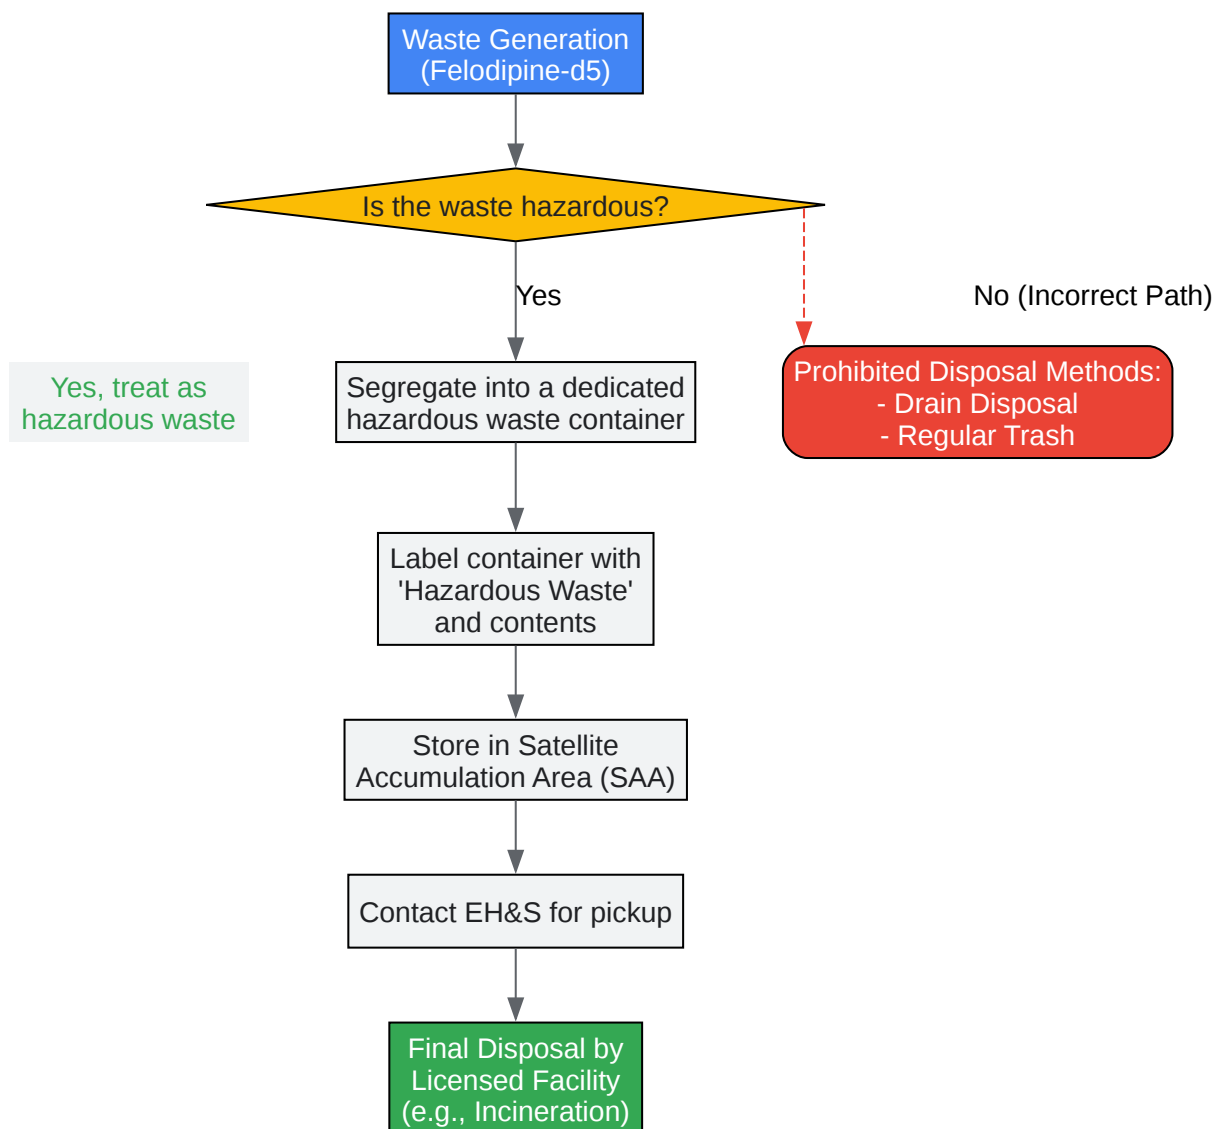 Waste Generation
(Felodipine-d5)
Is the waste hazardous?
Yes
No (Incorrect Path)
Yes, treat as
hazardous waste
Segregate into a dedicated
hazardous waste container
Prohibited Disposal Methods:
- Drain Disposal
- Regular Trash
Label container with
'Hazardous Waste'
and contents
Store in Satellite
Accumulation Area (SAA)
Contact EH&S for pickup
Final Disposal by
Licensed Facility
(e.g., Incineration)